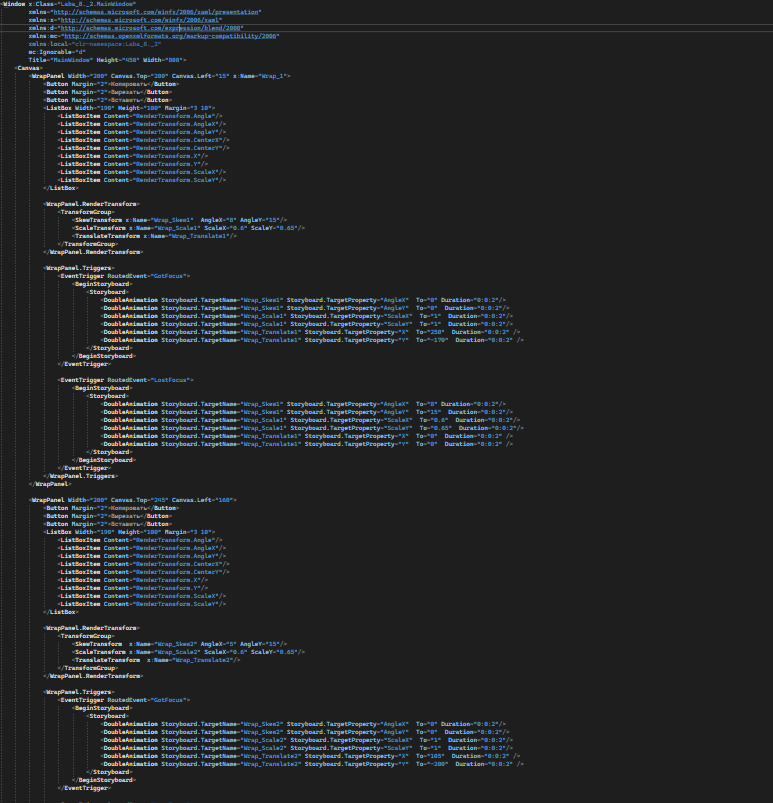 <Window x:Class="Laba_8._2.MainWindow"
xmlns="http://schemas.microsoft.com/winfx/2006/xaml/presentation"
xmlns:x="http://schemas.microsoft.com/winfx/2006/xaml"
xmlns:d="http://schemas.microsoft.com/expression/blend/2008"
xmlns:mc="http://schemas.openxmlformats.org/markup-compatibility/2006"
xmlns:local="clr-namespace:Laba_8._2"
mc:Ignorable="d"
Title="MainWindow" Height="450" Width="800">
<Canvas>
<WrapPanel Width="200" Canvas.Top="200" Canvas.Left="15" x:Name="Wrap_1">
<Button Margin="2">Копировать</Button>
<Button Margin="2">Вырезать</Button>
<Button Margin="2">Вставить</Button>
<ListBox Width="190" Height="100" Margin="3 10">
<ListBoxItem Content="RenderTransform.Angle"/>
<ListBoxItem Content="RenderTransform.AngleX"/>
<ListBoxItem Content="RenderTransform.AngleY"/>
<ListBoxItem Content="RenderTransform.CenterX"/>
<ListBoxItem Content="RenderTransform.CenterY"/>
<ListBoxItem Content="RenderTransform.X"/>
<ListBoxItem Content="RenderTransform.Y"/>
<ListBoxItem Content="RenderTransform.ScaleX"/>
<ListBoxItem Content="RenderTransform.ScaleY"/>
</ListBox>
<WrapPanel.RenderTransform>
<TransformGroup>
<SkewTransform x:Name="Wrap_Skew1" AngleX="8" AngleY="15"/>
<ScaleTransform x:Name="Wrap_Scale1" ScaleX="0.6" ScaleY="0.65"/>
<TranslateTransform x:Name="Wrap_Translate1"/>
</TransformGroup>
</WrapPanel.RenderTransform>
<WrapPanel.Triggers>
<EventTrigger RoutedEvent="GotFocus">
<BeginStoryboard>
<Storyboard>
<DoubleAnimation Storyboard.TargetName="Wrap_Skew1" Storyboard.TargetProperty="AngleX" To="0" Duration="0:0:2"/>
<DoubleAnimation Storyboard.TargetName="Wrap_Skew1" Storyboard.TargetProperty="AngleY" To="0" Duration="0:0:2"/>
<DoubleAnimation Storyboard.TargetName="Wrap_Scale1" Storyboard.TargetProperty="ScaleX" To="1" Duration="0:0:2"/>
<DoubleAnimation Storyboard.TargetName="Wrap_Scale1" Storyboard.TargetProperty="ScaleY" To="1" Duration="0:0:2"/>
<DoubleAnimation Storyboard.TargetName="Wrap_Translate1" Storyboard.TargetProperty="X" To="250" Duration="0:0:2" />
<DoubleAnimation Storyboard.TargetName="Wrap_Translate1" Storyboard.TargetProperty="Y" To="-170" Duration="0:0:2" />
</Storyboard>
</BeginStoryboard>
</EventTrigger>
<EventTrigger RoutedEvent="LostFocus">
<BeginStoryboard>
<Storyboard>
<DoubleAnimation Storyboard.TargetName="Wrap_Skew1" Storyboard.TargetProperty="AngleX" To="8" Duration="0:0:2"/>
<DoubleAnimation Storyboard.TargetName="Wrap_Skew1" Storyboard.TargetProperty="AngleY" To="15" Duration="0:0:2"/>
<DoubleAnimation Storyboard.TargetName="Wrap_Scale1" Storyboard.TargetProperty="ScaleX" To="0.6" Duration="0:0:2"/>
<DoubleAnimation Storyboard.TargetName="Wrap_Scale1" Storyboard.TargetProperty="ScaleY" To="0.65" Duration="0:0:2"/>
<DoubleAnimation Storyboard.TargetName="Wrap_Translate1" Storyboard.TargetProperty="X" To="0" Duration="0:0:2"/>
<DoubleAnimation Storyboard.TargetName="Wrap_Translate1" Storyboard.TargetProperty="Y" To="0" Duration="0:0:2"/>
</Storyboard>
</BeginStoryboard>
</EventTrigger>
</WrapPanel.Triggers>
</WrapPanel>
<WrapPanel Width="200" Canvas.Top="245" Canvas.Left="160">
<Button Margin="2">Копировать</Button>
<Button Margin="2">Вырезать</Button>
<Button Margin="2">Вставить</Button>
<ListBox Width="190" Height="100" Margin="3 10">
<ListBoxItem Content="RenderTransform.Angle"/>
<ListBoxItem Content="RenderTransform.AngleX"/>
<ListBoxItem Content="RenderTransform.AngleY"/>
<ListBoxItem Content="RenderTransform.CenterX"/>
<ListBoxItem Content="RenderTransform.CenterY"/>
<ListBoxItem Content="RenderTransform.X"/>
<ListBoxItem Content="RenderTransform.Y"/>
<ListBoxItem Content="RenderTransform.ScaleX"/>
<ListBoxItem Content="RenderTransform.ScaleY"/>
</ListBox>
<WrapPanel.RenderTransform>
<TransformGroup>
<SkewTransform x:Name="Wrap_Skew2" AngleX="5" AngleY="15"/>
<ScaleTransform x:Name="Wrap_Scale2" ScaleX="0.6" ScaleY="0.65"/>
<TranslateTransform x:Name="Wrap_Translate2"/>
</TransformGroup>
</WrapPanel.RenderTransform>
<WrapPanel.Triggers>
<EventTrigger RoutedEvent="GotFocus">
<BeginStoryboard>
<Storyboard>
<DoubleAnimation Storyboard.TargetName="Wrap_Skew2" Storyboard.TargetProperty="AngleX" To="0" Duration="0:0:2"/>
<DoubleAnimation Storyboard.TargetName="Wrap_Skew2" Storyboard.TargetProperty="AngleY" To="0" Duration="0:0:2"/>
<DoubleAnimation Storyboard.TargetName="Wrap_Scale2" Storyboard.TargetProperty="ScaleX" To="1" Duration="0:0:2"/>
<DoubleAnimation Storyboard.TargetName="Wrap_Scale2" Storyboard.TargetProperty="ScaleY" To="1" Duration="0:0:2"/>
<DoubleAnimation Storyboard.TargetName="Wrap_Translate2" Storyboard.TargetProperty="X" To="105" Duration="0:0:2" />
<DoubleAnimation Storyboard.TargetName="Wrap_Translate2" Storyboard.TargetProperty="Y" To="-200" Duration="0:0:2" />
</Storyboard>
</BeginStoryboard>
</EventTrigger>